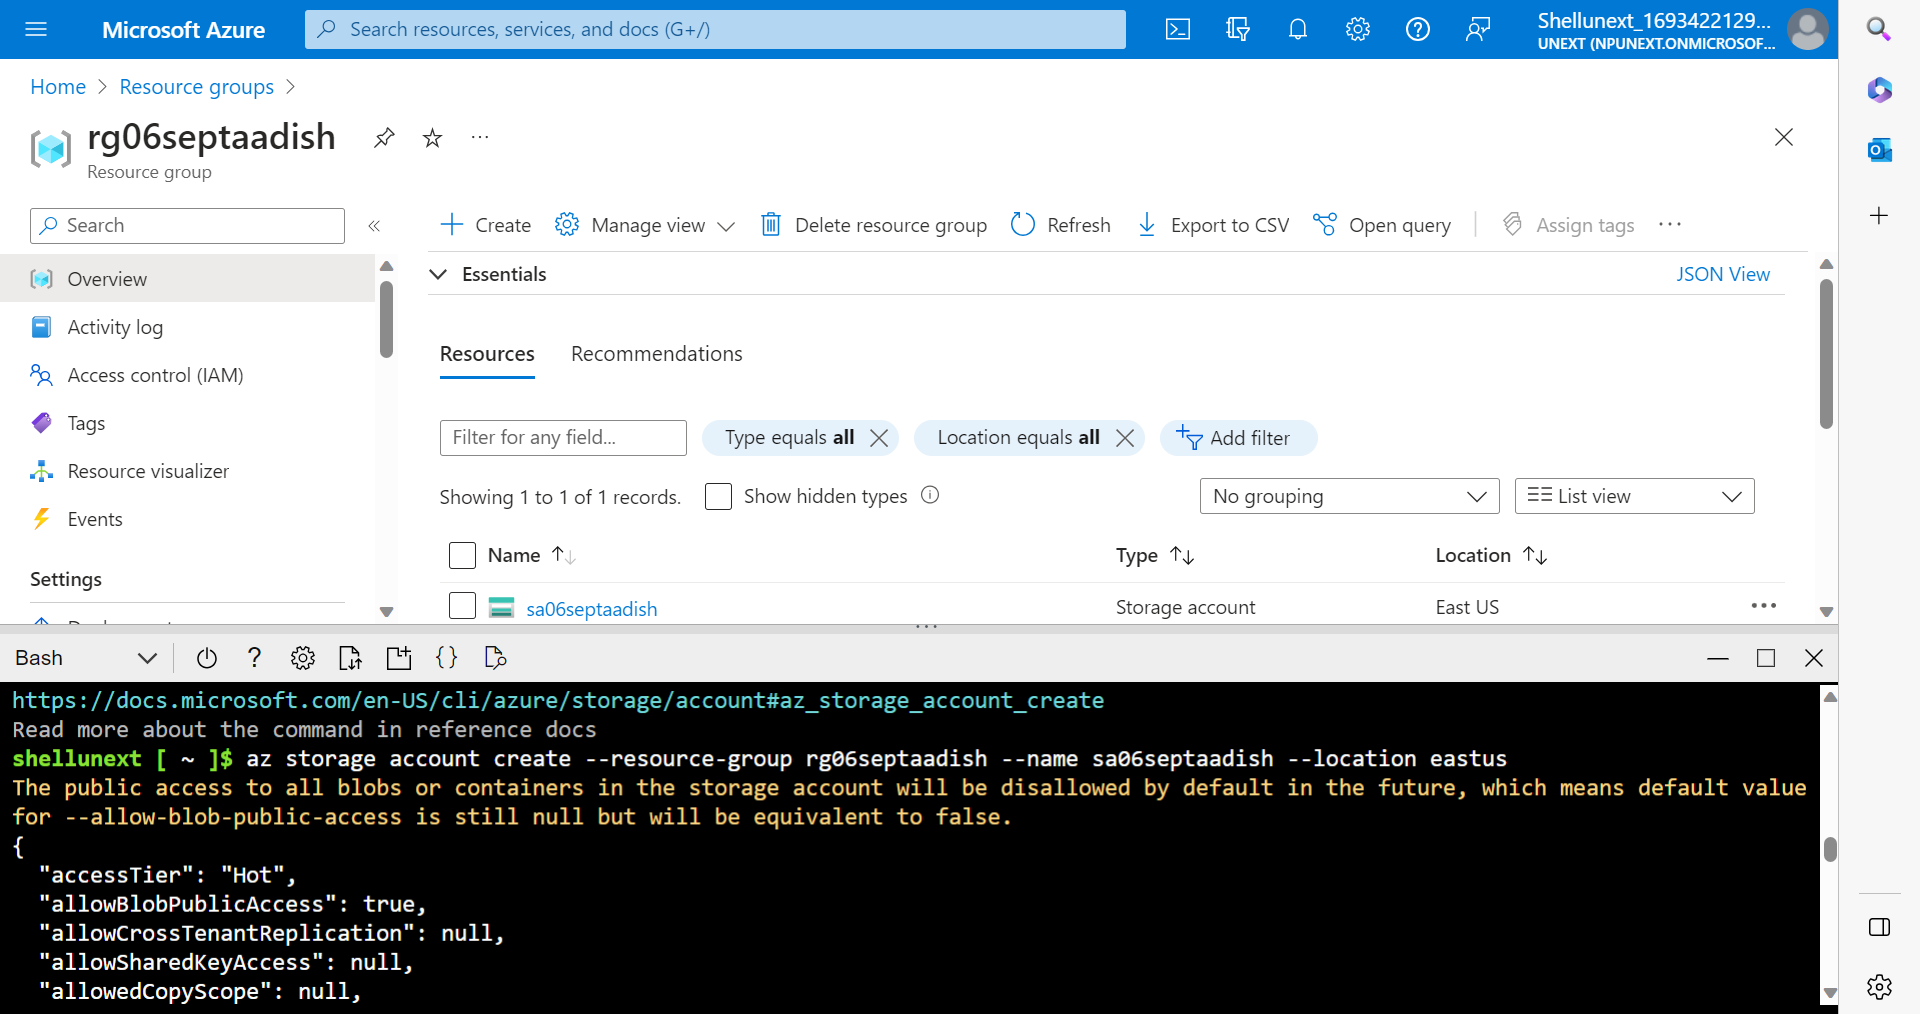 Microsoft Azure
Search resources, services, and docs (G+/)
Shellunext_1693422129...
UNEXT (NPUNEXT.ONMICROSOF...
Home > Resource groups >
rg06septaadish
Resource group
Search
Create
Manage view
Delete resource group
Refresh
Export to CSV
Open query
Assign tags
Overview
Activity log
Access control (IAM)
Tags
Resource visualizer
Events
Settings
Essentials
JSON View
Resources
Recommendations
Filter for any field...
Type equals all
Location equals all
Add filter
Showing 1 to 1 of 1 records.
Show hidden types
No grouping
List view
Name
Type
Location
sa06septaadish
Storage account
East US
Bash
https://docs.microsoft.com/en-US/cli/azure/storage/account#az_storage_account_create
Read more about the command in reference docs
shellunext [ ~ ]$ az storage account create --resource-group rg06septaadish --name sa06septaadish --location eastus
The public access to all blobs or containers in the storage account will be disallowed by default in the future, which means default value
for --allow-blob-public-access is still null but will be equivalent to false.
{
"accessTier": "Hot",
"allowBlobPublicAccess": true,
"allowCrossTenantReplication": null,
"allowSharedKeyAccess": null,
"allowedCopyScope": null,